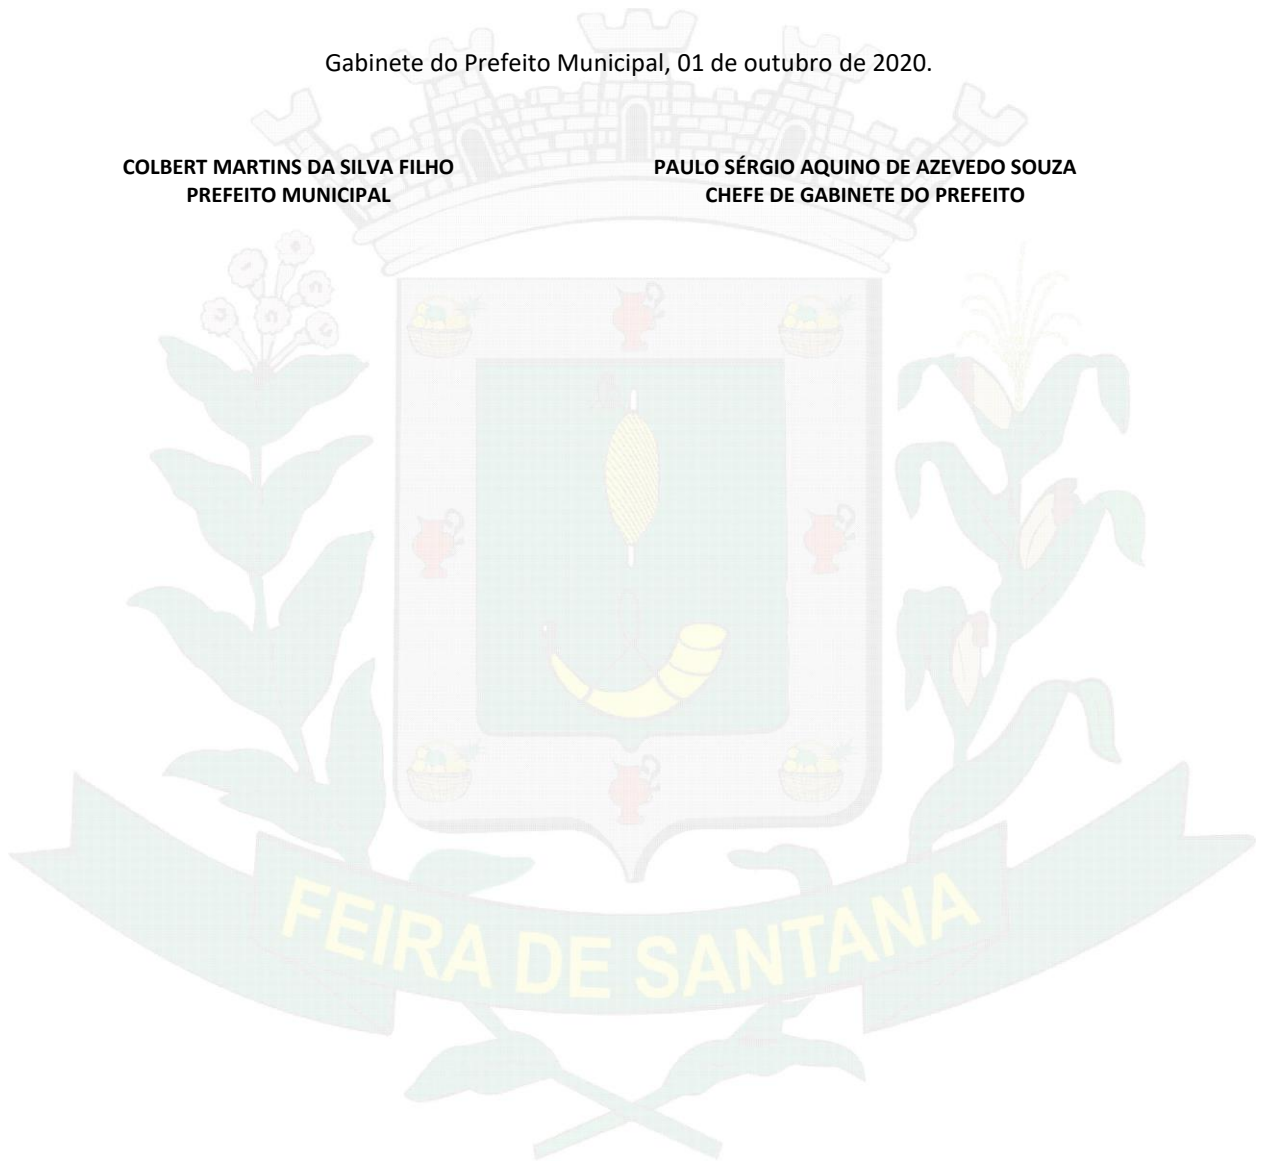 Gabinete do Prefeito Municipal, 01 de outubro de 2020.
COLBERT MARTINS DA SILVA FILHO
PREFEITO MUNICIPAL
PAULO SÉRGIO AQUINO DE AZEVEDO SOUZA
CHEFE DE GABINETE DO PREFEITO
FEIRA DE SANTANA